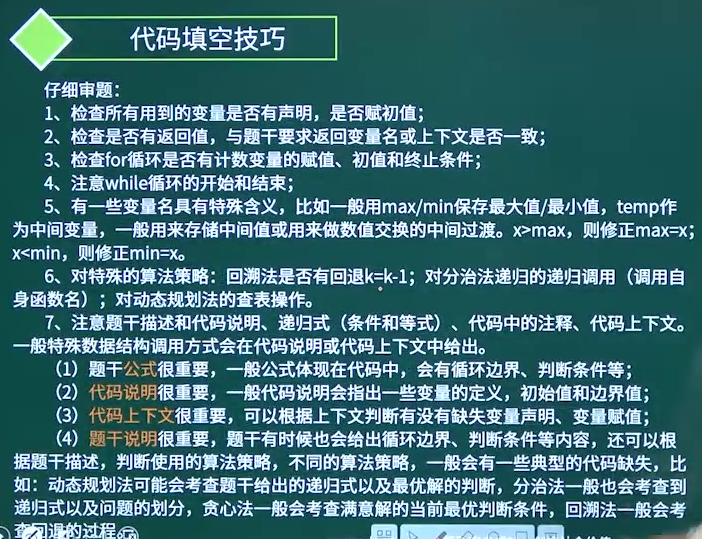 代码填空技巧
仔细审题：
1、检查所有用到的变量是否有声明，是否赋初值；
2、检查是否有返回值，与题干要求返回变量名或上下文是否一致；
3、检查for循环是否有计数变量的赋值、初值和终止条件；
4、注意while循环的开始和结束；
5、有一些变量名具有特殊含义，比如一般用max/min保存最大值/最小值，temp作
为中间变量，一般用来存储中间值或用来做数值交换的中间过渡。x>max，则修正max=x；
x<min，则修正min=x。
6、对特殊的算法策略：回溯法是否有回退k=k-1；对分治法递归的递归调用（调用自
身函数名）；对动态规划法的查表操作。
7、注意题干描述和代码说明、递归式（条件和等式）、代码中的注释、代码上下文。
一般特殊数据结构调用方式会在代码说明或代码上下文中给出。
（1）题干公式很重要，一般公式体现在代码中，会有循环边界、判断条件等；
（2）代码说明很重要，一般代码说明会指出一些变量的定义，初始值和边界值；
（3）代码上下文很重要，可以根据上下文判断有没有缺失变量声明、变量赋值；
（4）题干说明很重要，题干有时候也会给出循环边界、判断条件等内容，还可以根
据题干描述，判断使用的算法策略，不同的算法策略，一般会有一些典型的代码缺失，比
如：动态规划法可能会考查题干给出的递归式以及最优解的判断，分治法一般也会考查到
递归式以及问题的划分，贪心法一般会考查满意解的当前最优判断条件，回溯法一般会考
查回退的过程。